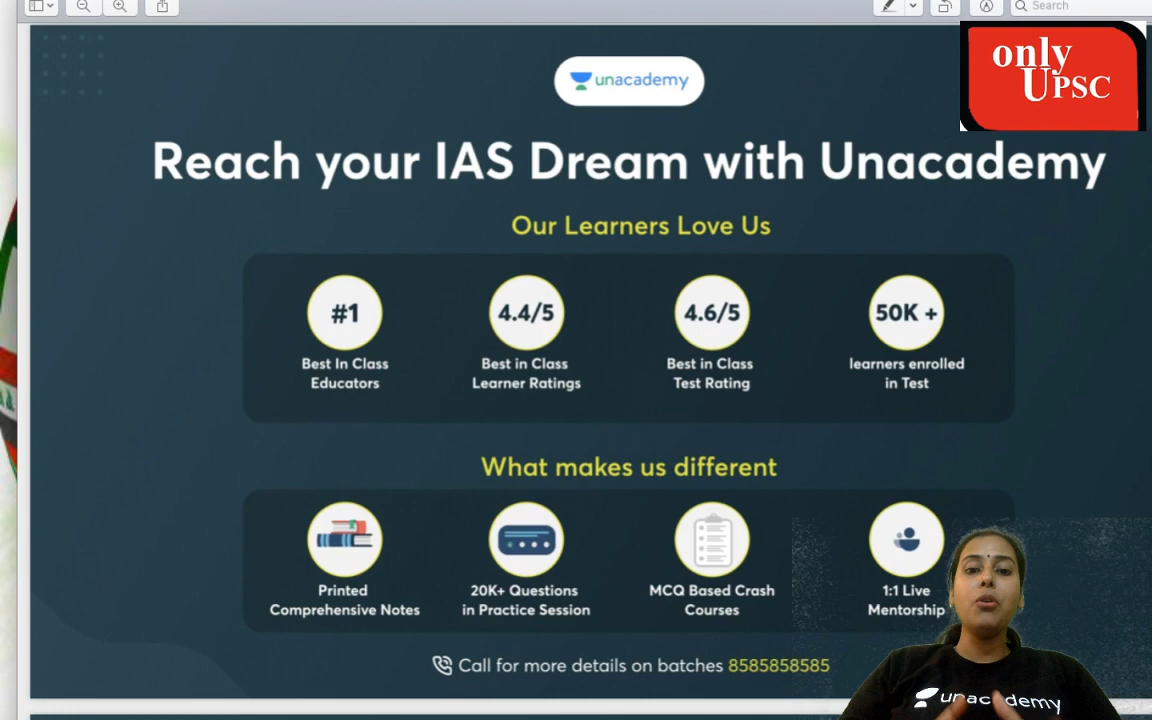 Search
only
UPSC
unacademy
Reach your IAS Dream with Unacademy
Our Learners Love Us
#1
4.4/5
4.6/5
50K +
Best In Class
Educators
Best in Class
Learner Ratings
Best in Class
Test Rating
learners enrolled
in Test
What makes us different
Printed
Comprehensive Notes
20K+ Questions
in Practice Session
MCQ Based Crash
Courses
1:1 Live
Mentorship
Call for more details on batches 8585858585
unacademy